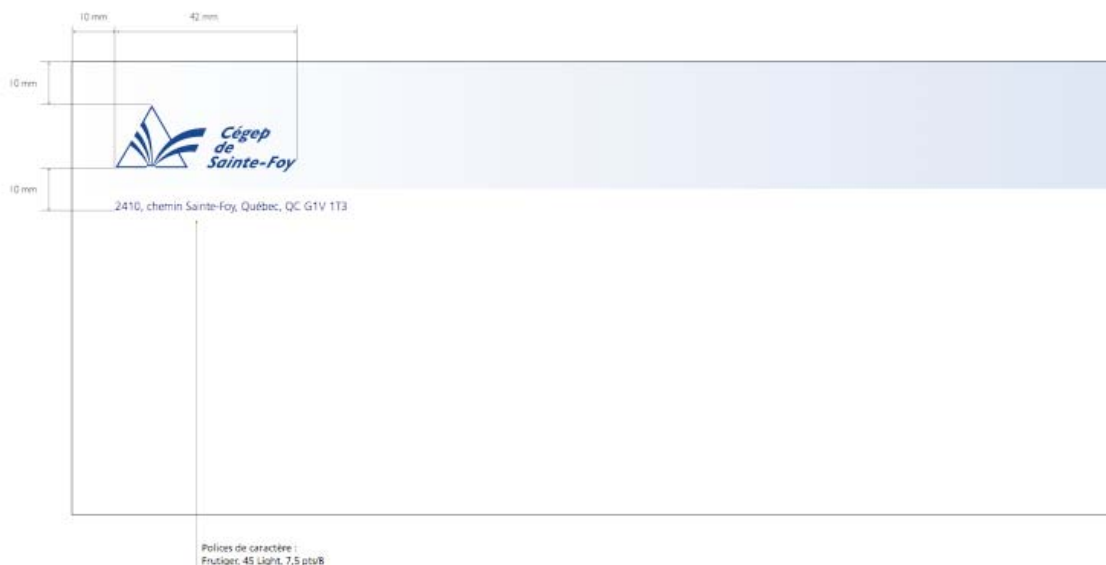 10 mm
42 mm
10 mm
Cégep
de
Sainte-Foy
10 mm
2410, chemin Sainte-Foy, Québec, QC G1V 1T3
Polices de caractère :
Frutiger, 45 Light, 7,5 pts/8